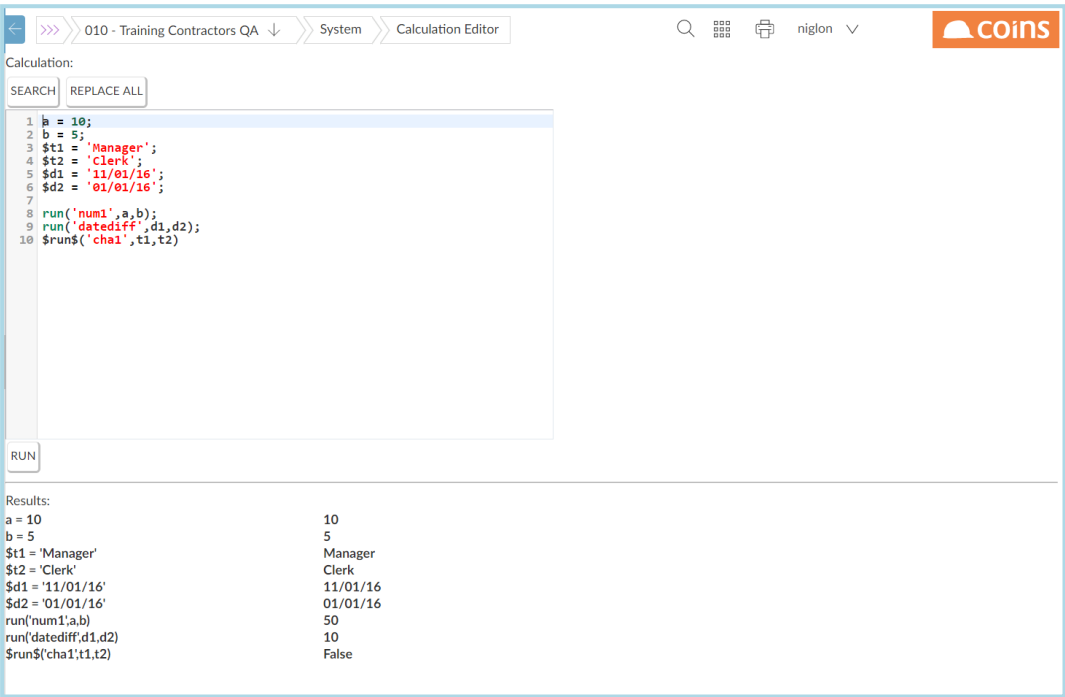 >>> 010 - Training Contractors QA ↓ System Calculation Editor niglon coins
Calculation:
SEARCH REPLACE ALL
1 a = 10;
2 b = 5;
3 $t1 = 'Manager';
4 $t2 = 'Clerk';
5 $d1 = '11/01/16';
6 $d2 = '01/01/16';
7
8 run('num1',a,b);
9 run('datediff',d1,d2);
10 $run$('cha1',t1,t2)
RUN
Results:
a = 10 10
b = 5 5
$t1 = 'Manager' Manager
$t2 = 'Clerk' Clerk
$d1 = '11/01/16' 11/01/16
$d2 = '01/01/16' 01/01/16
run('num1',a,b) 50
run('datediff',d1,d2) 10
$run$('cha1',t1,t2) False